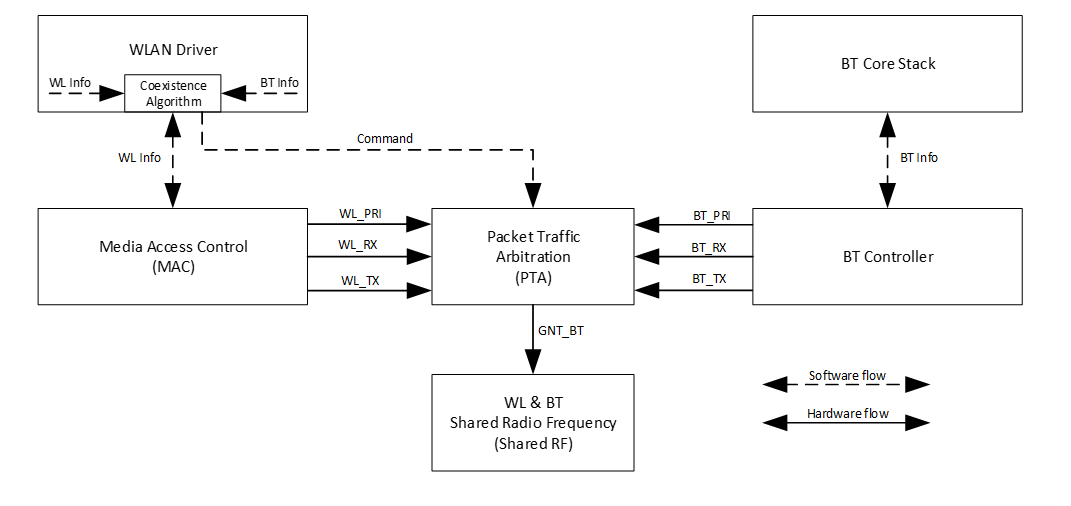 WLAN Driver
BT Core Stack
WL Info
Coexistence
Algorithm
BT Info
Command
WL Info
BT Info
Media Access Control
(MAC)
WL_PRI
WL_RX
WL_TX
Packet Traffic
Arbitration
(PTA)
BT_PRI
BT_RX
BT_TX
BT Controller
GNT_BT
WL & BT
Shared Radio Frequency
(Shared RF)
Software flow
Hardware flow